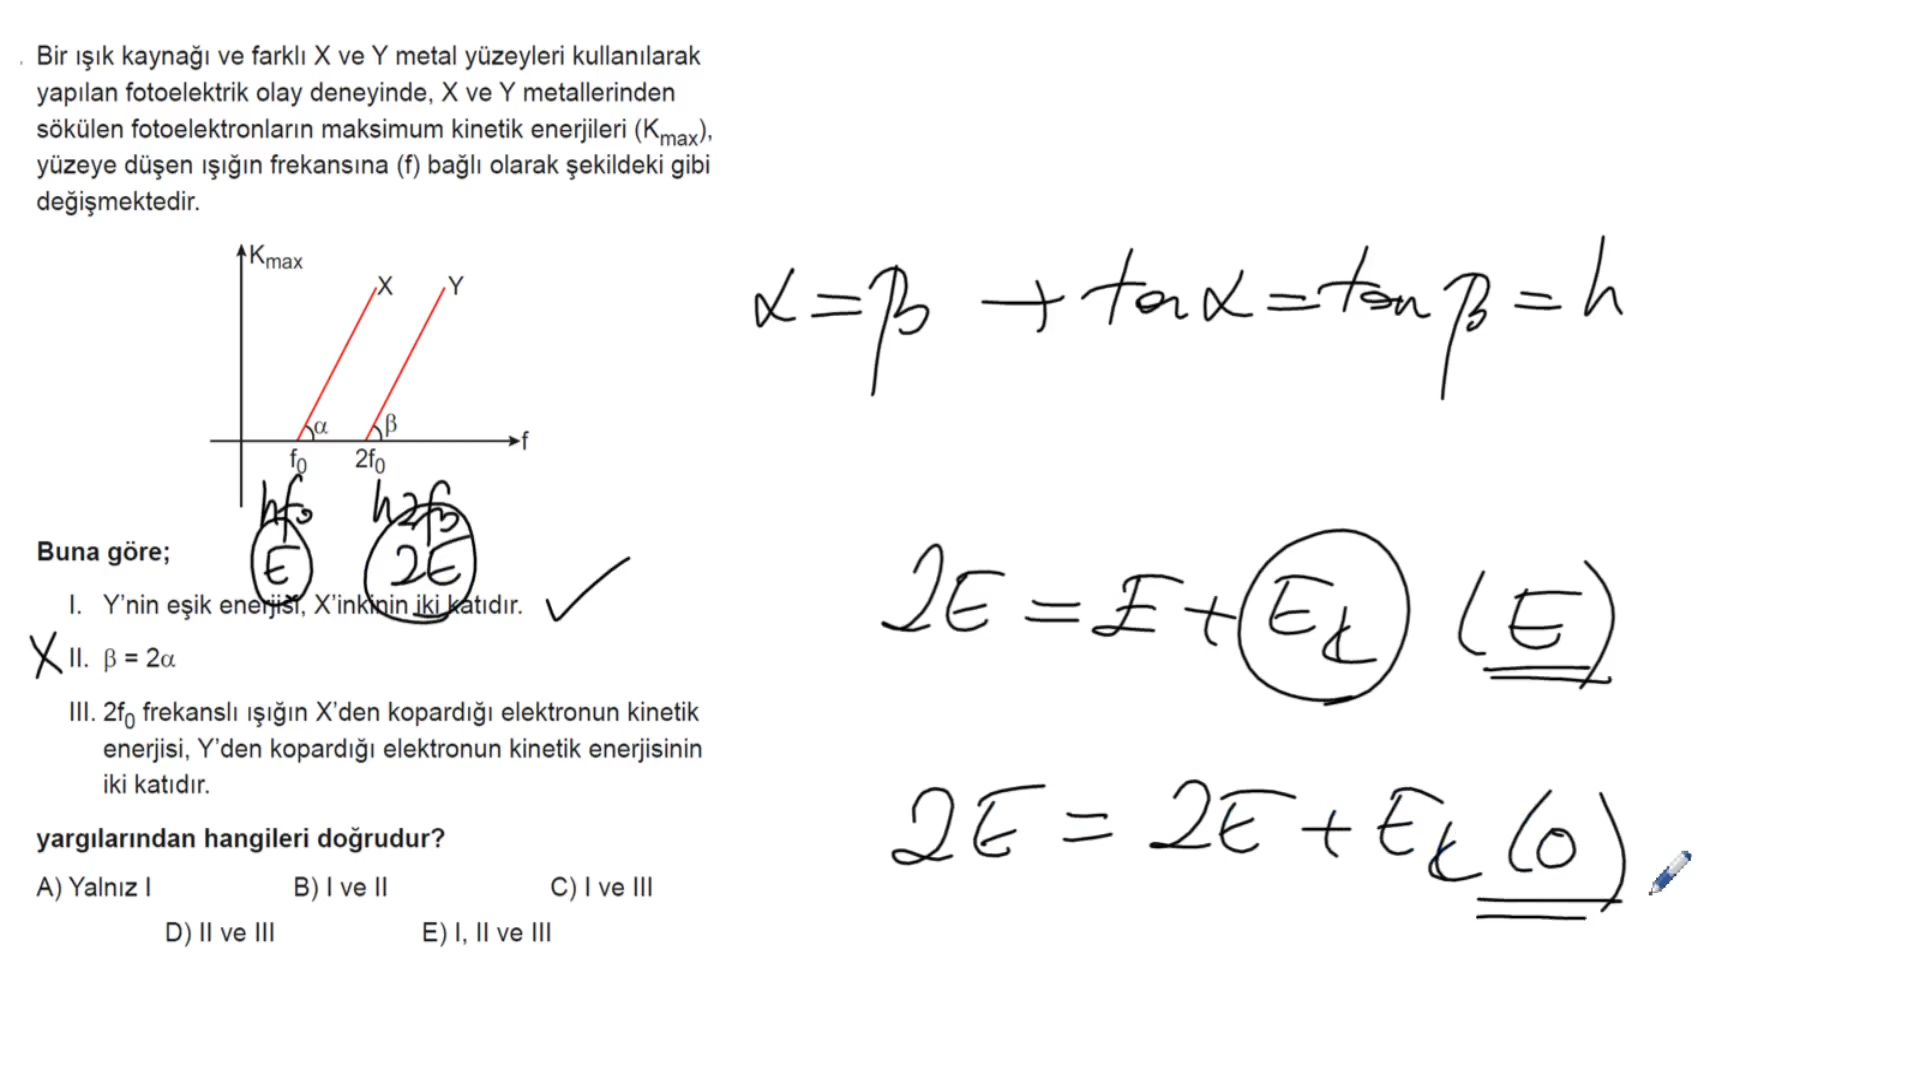 Bir ışık kaynağı ve farklı X ve Y metal yüzeyleri kullanılarak
yapılan fotoelektrik olay deneyinde, X ve Y metallerinden
sökülen fotoelektronların maksimum kinetik enerjileri (Kmax),
yüzeye düşen ışığın frekansına (f) bağlı olarak şekildeki gibi
değişmektedir.
Kmax
X Y
α β
f
f0 2f0
hf0 h2f0
E 2E
Buna göre;
I. Y'nin eşik enerjisi, X'inkinin iki katıdır. ✓
X II. β = 2α
III. 2f0 frekanslı ışığın X'den kopardığı elektronun kinetik
enerjisi, Y'den kopardığı elektronun kinetik enerjisinin
iki katıdır.
yargılarından hangileri doğrudur?
A) Yalnız I B) I ve II C) I ve III
D) II ve III E) I, II ve III
α = β → tanα = tanβ = h
2E = E + Ek (E)
2E = 2E + Ek (0)